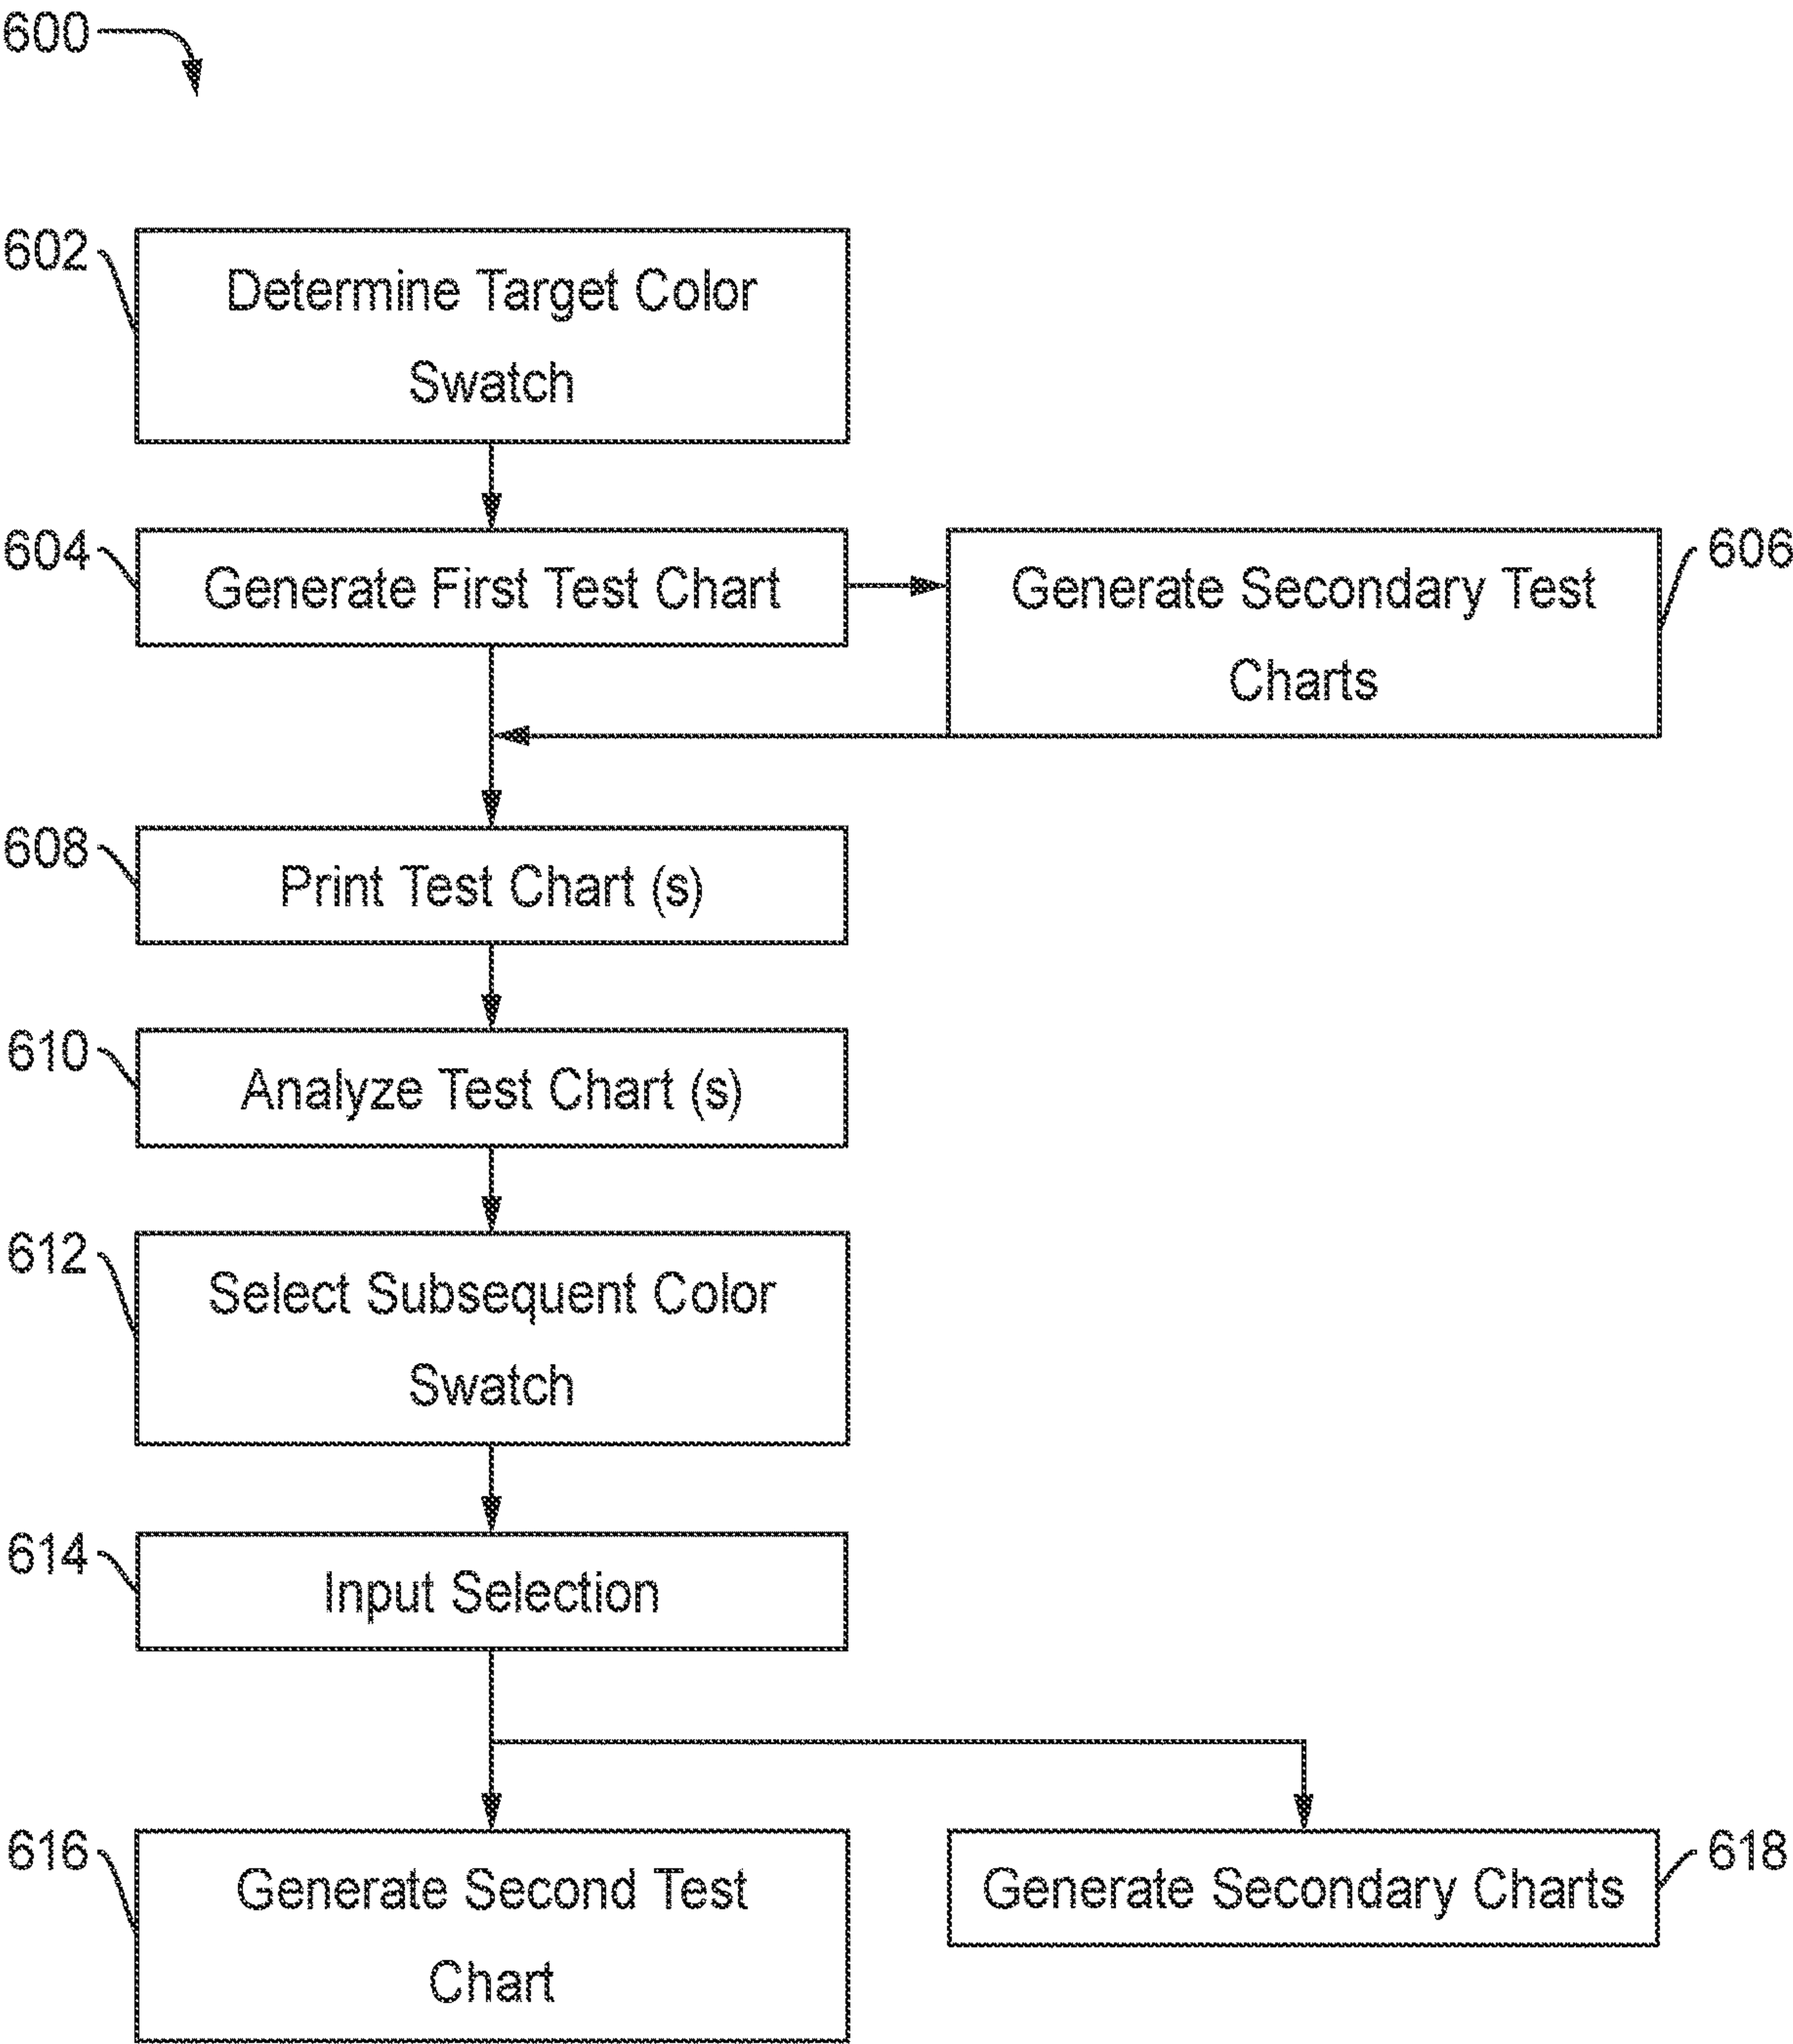 600
602
Determine Target Color
Swatch
604
Generate First Test Chart
606
Generate Secondary Test
Charts
608
Print Test Chart (s)
610
Analyze Test Chart (s)
612
Select Subsequent Color
Swatch
614
Input Selection
616
Generate Second Test
Chart
618
Generate Secondary Charts